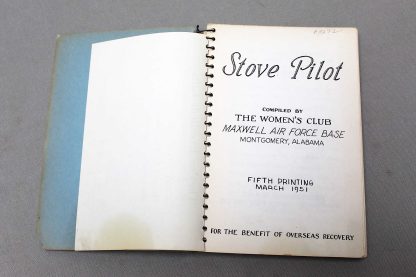 Stove Pilot
COMPILED BY
THE WOMEN'S CLUB
MAXWELL AIR FORCE BASE
MONTGOMERY, ALABAMA
FIFTH PRINTING
MARCH 1951
FOR THE BENEFIT OF OVERSEAS RECOVERY